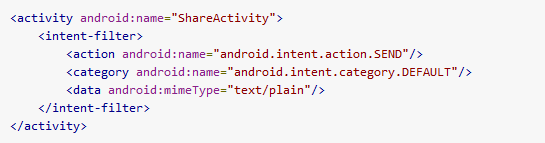 <activity android:name="ShareActivity">
    <intent-filter>
        <action android:name="android.intent.action.SEND"/>
        <category android:name="android.intent.category.DEFAULT"/>
        <data android:mimeType="text/plain"/>
    </intent-filter>
</activity>